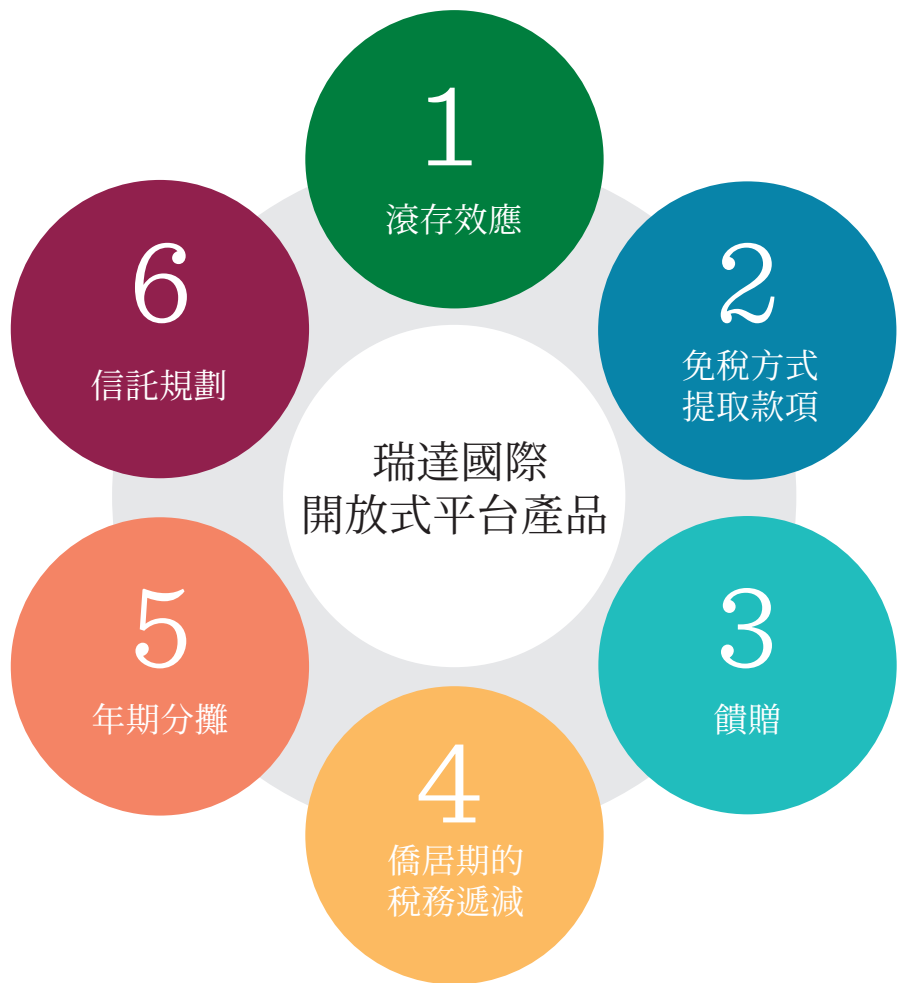 瑞達國際
開放式平台產品
1
滾存效應
2
免稅方式
提取款項
3
饋贈
4
僑居期的
稅務遞減
5
年期分攤
6
信託規劃